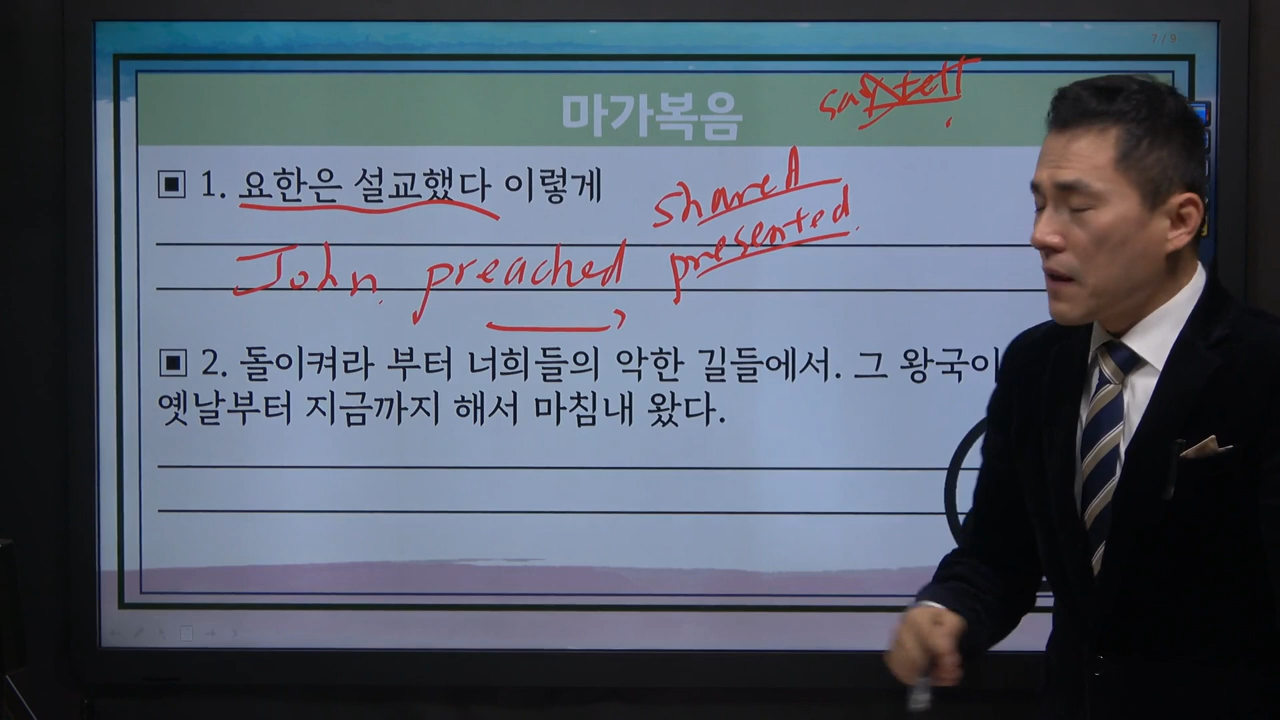 7 / 9
마가복음
say tell
▣ 1. 요한은 설교했다 이렇게
shared
presented.
John preached
▣ 2. 돌이켜라 부터 너희들의 악한 길들에서. 그 왕국이
옛날부터 지금까지 해서 마침내 왔다.